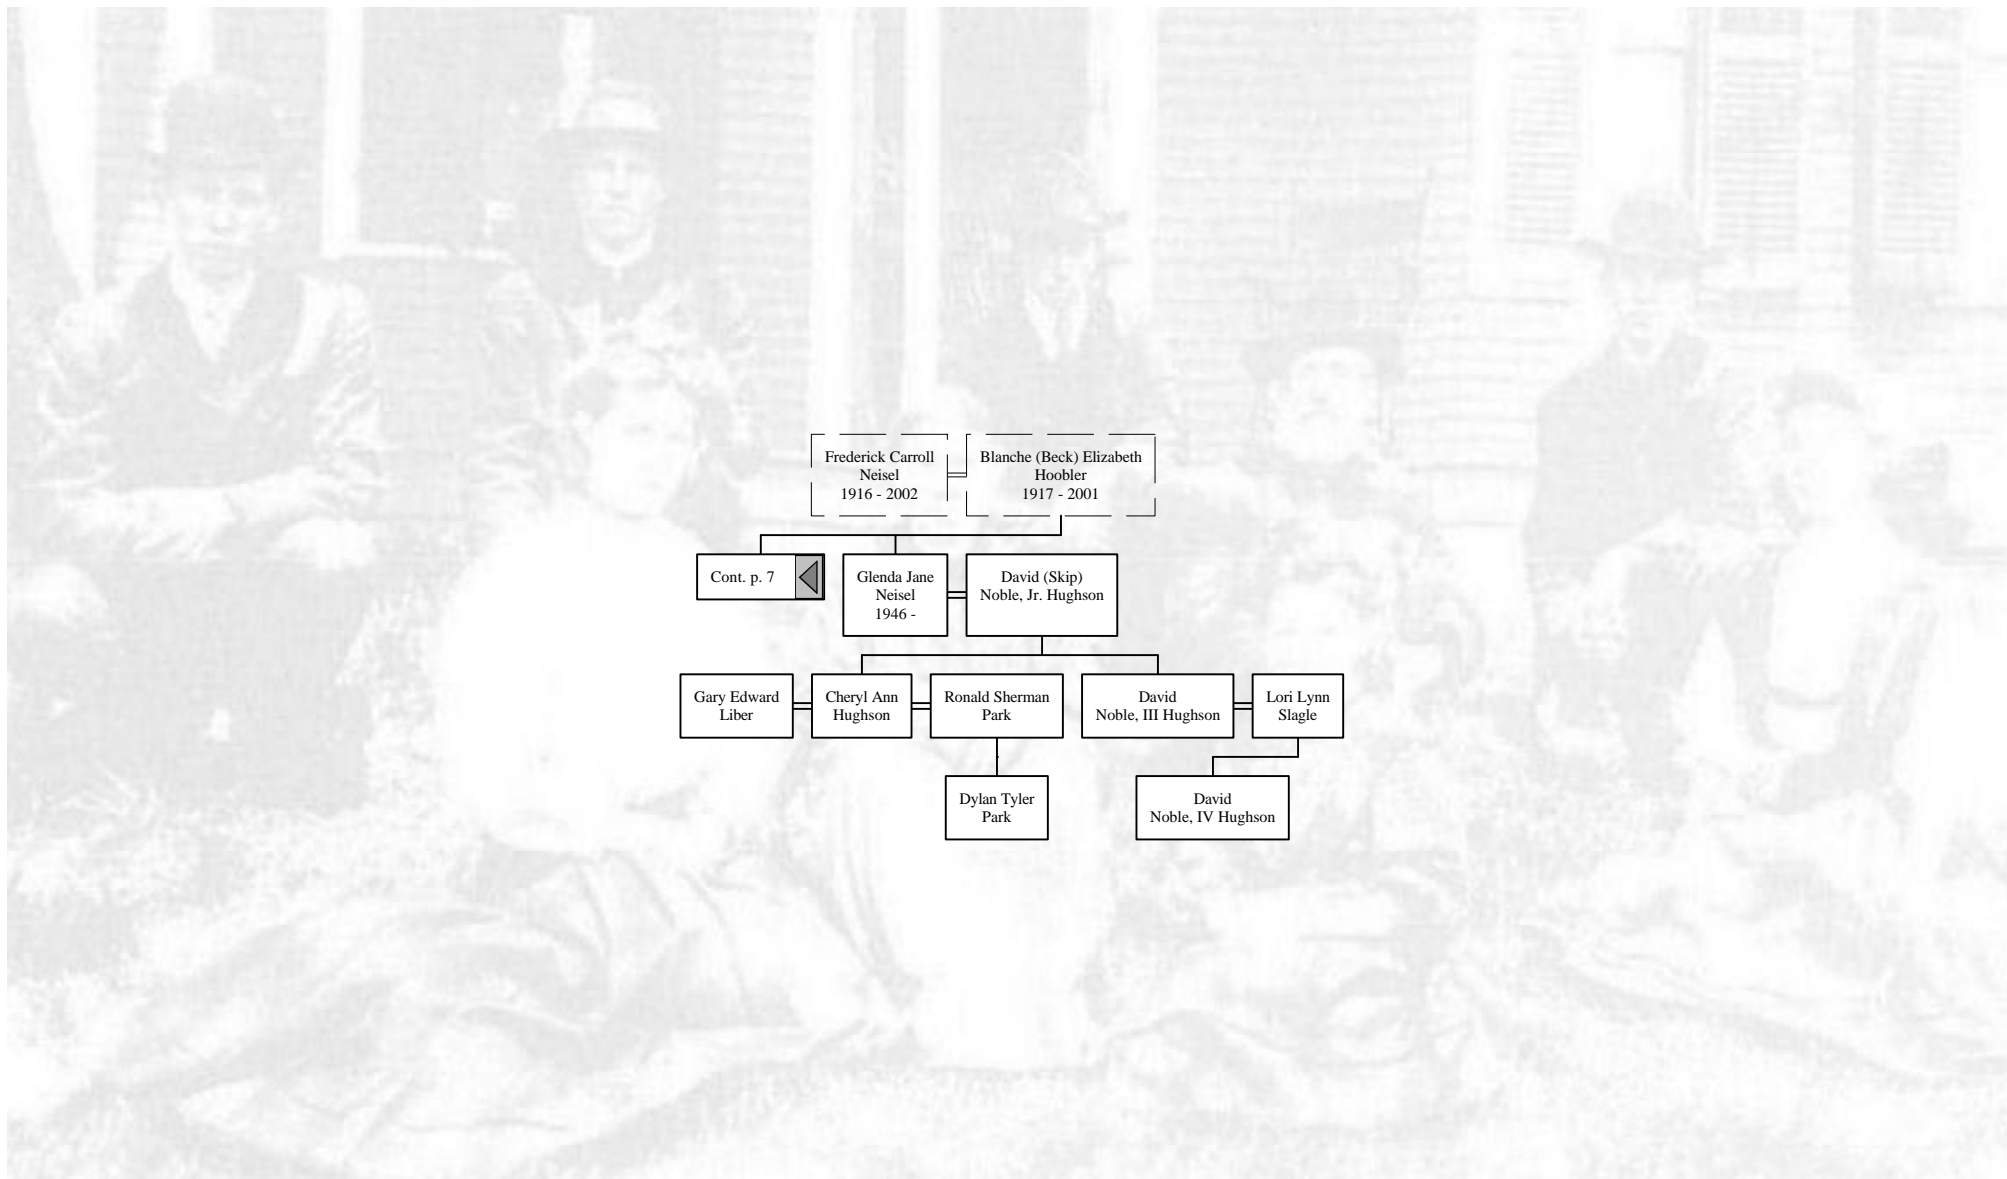 Frederick Carroll
Neisel
1916 - 2002
Blanche (Beck) Elizabeth
Hoobler
1917 - 2001
Cont. p. 7
Glenda Jane
Neisel
1946 -
David (Skip)
Noble, Jr. Hughson
Gary Edward
Liber
Cheryl Ann
Hughson
Ronald Sherman
Park
David
Noble, III Hughson
Lori Lynn
Slagle
Dylan Tyler
Park
David
Noble, IV Hughson